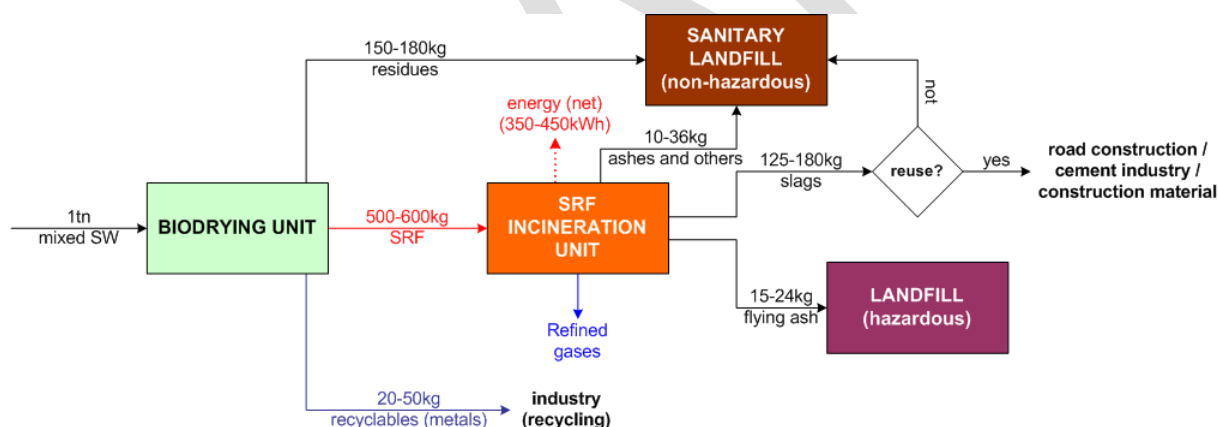 150-180kg
residues
SANITARY
LANDFILL
(non-hazardous)
energy (net)
(350-450kWh)
10-36kg
ashes and others
not
1tn
mixed SW
BIODRYING UNIT
500-600kg
SRF
SRF
INCINERATION
UNIT
125-180kg
slags
reuse?
yes
road construction /
cement industry /
construction material
15-24kg
flying ash
LANDFILL
(hazardous)
Refined
gases
20-50kg
recyclables (metals)
industry
(recycling)